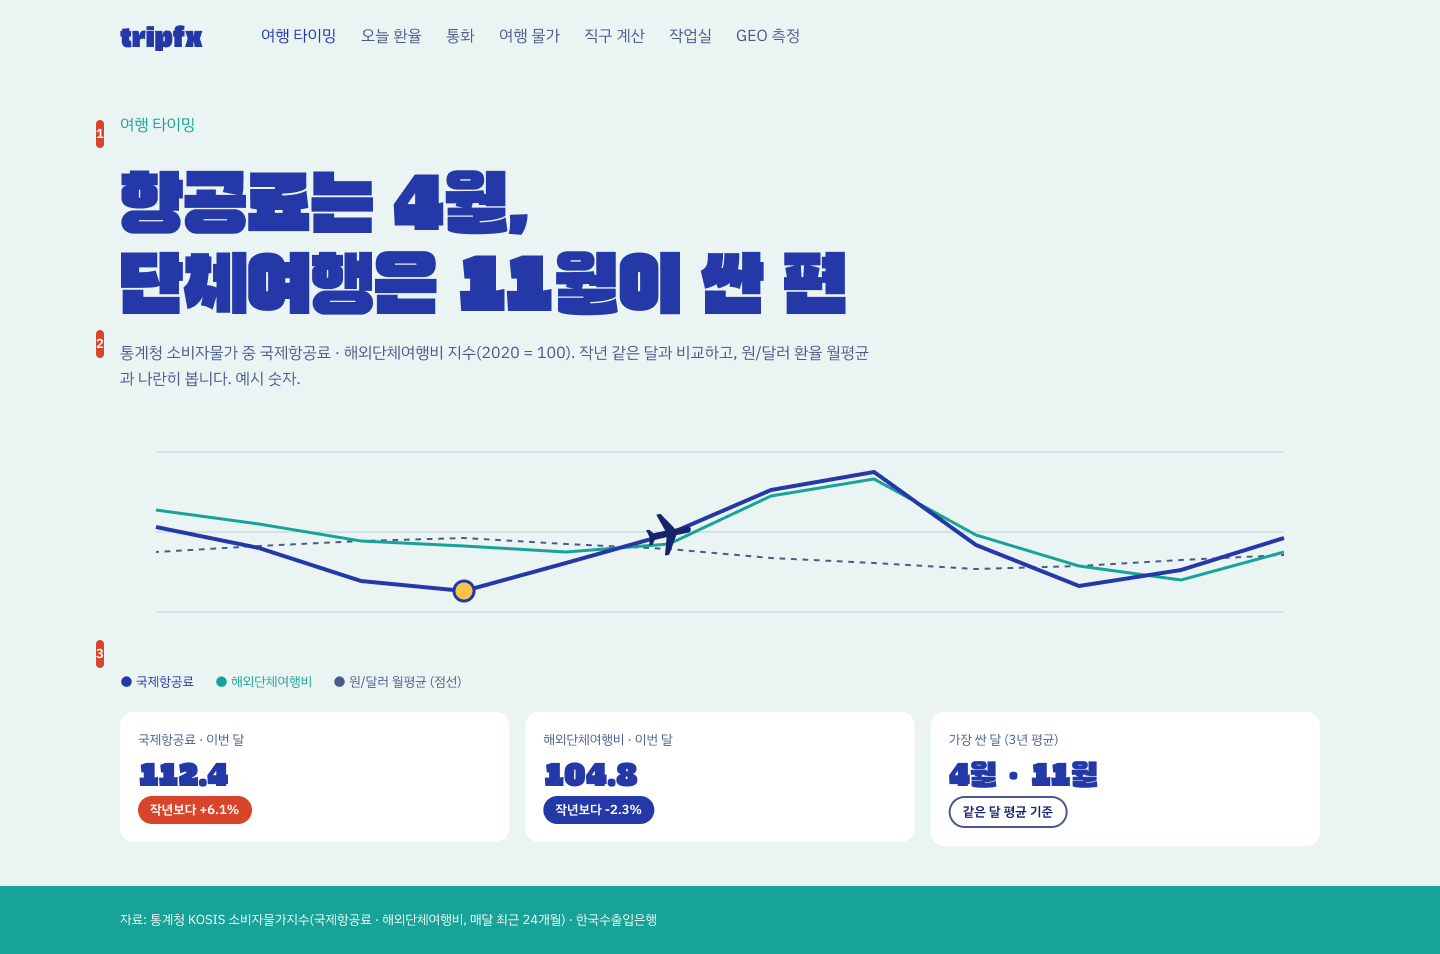 tripfx
여행 타이밍 오늘 환율 통화 여행 물가 직구 계산 작업실 GEO 측정
1
여행 타이밍
항공료는 4월,
단체여행은 11월이 싼 편
2
통계청 소비자물가 중 국제항공료 · 해외단체여행비 지수(2020 = 100). 작년 같은 달과 비교하고, 원/달러 환율 월평균
과 나란히 봅니다. 예시 숫자.
3
국제항공료 해외단체여행비 원/달러 월평균 (점선)
국제항공료 · 이번 달
112.4
작년보다 +6.1%
해외단체여행비 · 이번 달
104.8
작년보다 -2.3%
가장 싼 달 (3년 평균)
4월 · 11월
같은 달 평균 기준
자료: 통계청 KOSIS 소비자물가지수(국제항공료 · 해외단체여행비, 매달 최근 24개월) · 한국수출입은행